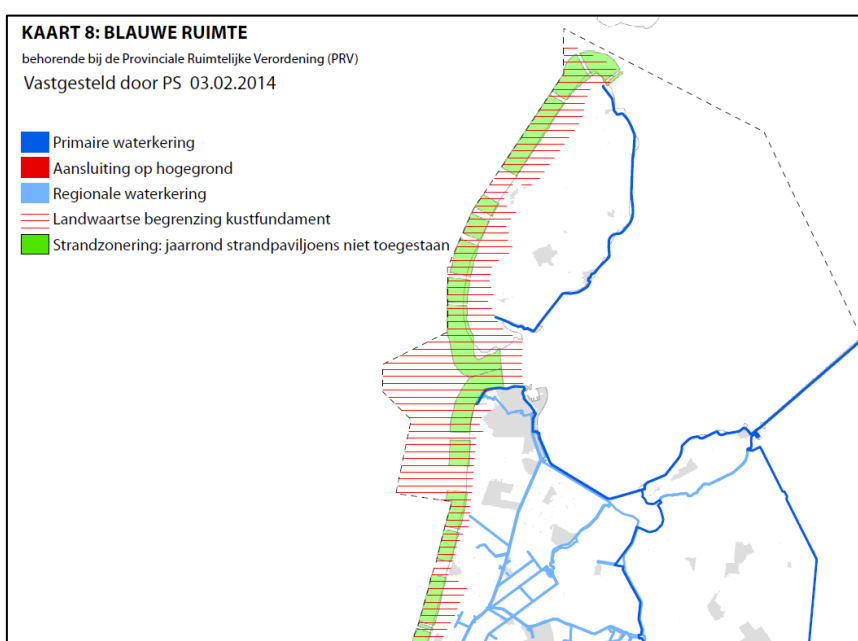 KAART 8: BLAUWE RUIMTE
behorende bij de Provinciale Ruimtelijke Verordening (PRV)
Vastgesteld door PS 03.02.2014
Primaire waterkering
Aansluiting op hogegrond
Regionale waterkering
Landwaartse begrenzing kustfundament
Strandzonering: jaarrond strandpaviljoens niet toegestaan